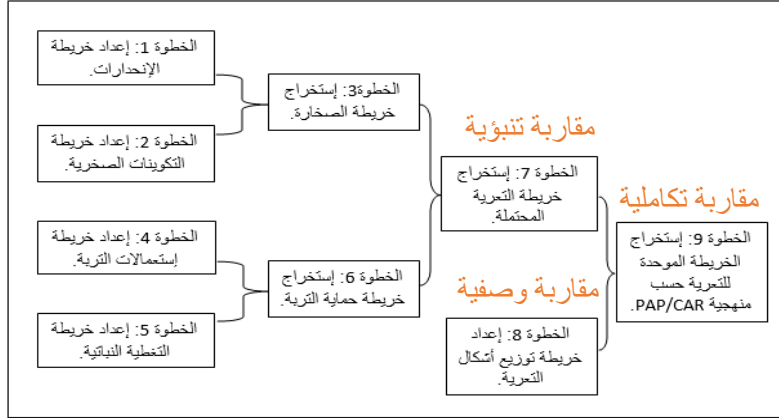 الخطوة 1: إعداد خريطة
الإنحدارات.
الخطوة 2: إعداد خريطة
التكوينات الصخرية.
الخطوة3: إستخراج
خريطة الصخارة.
الخطوة 4: إعداد خريطة
إستعمالات التربة.
الخطوة 5: إعداد خريطة
التغطية النباتية.
الخطوة 6: إستخراج
خريطة حماية التربة.
مقاربة تنبؤية
الخطوة 7: إستخراج
خريطة التعرية
المحتملة.
مقاربة وصفية
الخطوة 8: إعداد
خريطة توزيع أشكال
التعرية.
مقاربة تكاملية
الخطوة 9: إستخراج
الخريطة الموحدة
للتعرية حسب
منهجية PAP/CAR.